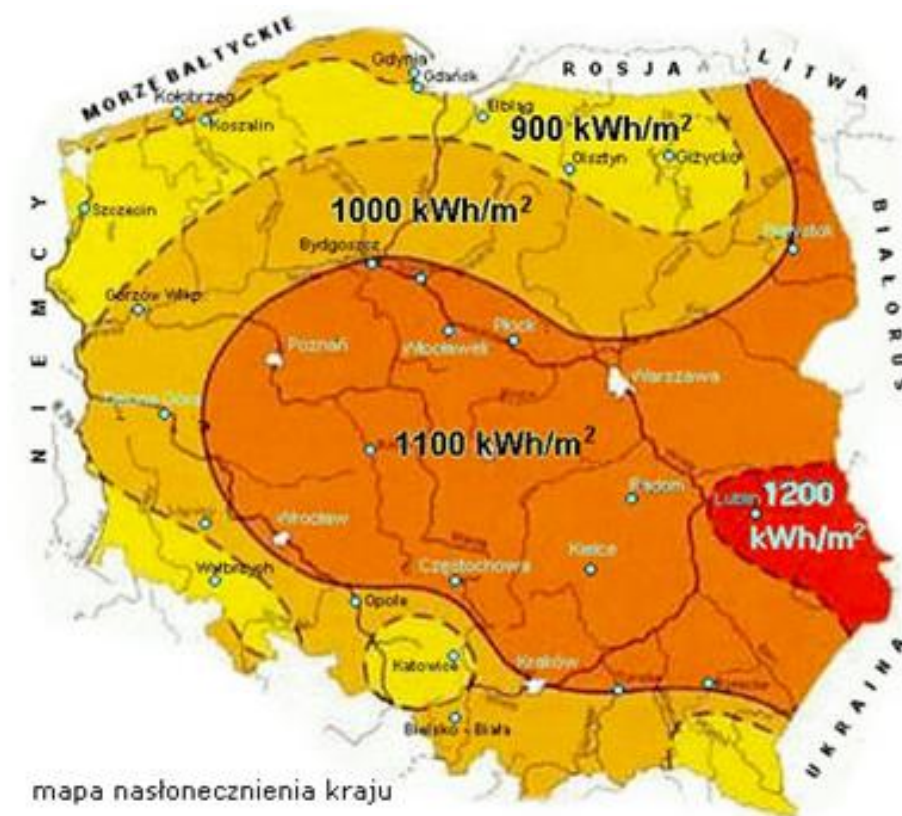 MORZE BAŁTYCKIE
ROSJA
LITWA
BIAŁORUŚ
UKRAINA
NIEMCY
Gdynia
Gdańsk
Kołobrzeg
Koszalin
Elbląg
900 kWh/m²
Olsztyn
Giżycko
Szczecin
1000 kWh/m²
Białystok
Bydgoszcz
Gorzów Wlkp.
Płock
Włocławek
Poznań
Warszawa
Zielona Góra
1100 kWh/m²
Radom
Lublin
1200
kWh/m²
Wrocław
Kielce
Wałbrzych
Częstochowa
Opole
Katowice
Kraków
Bielsko - Biała
mapa nasłonecznienia kraju